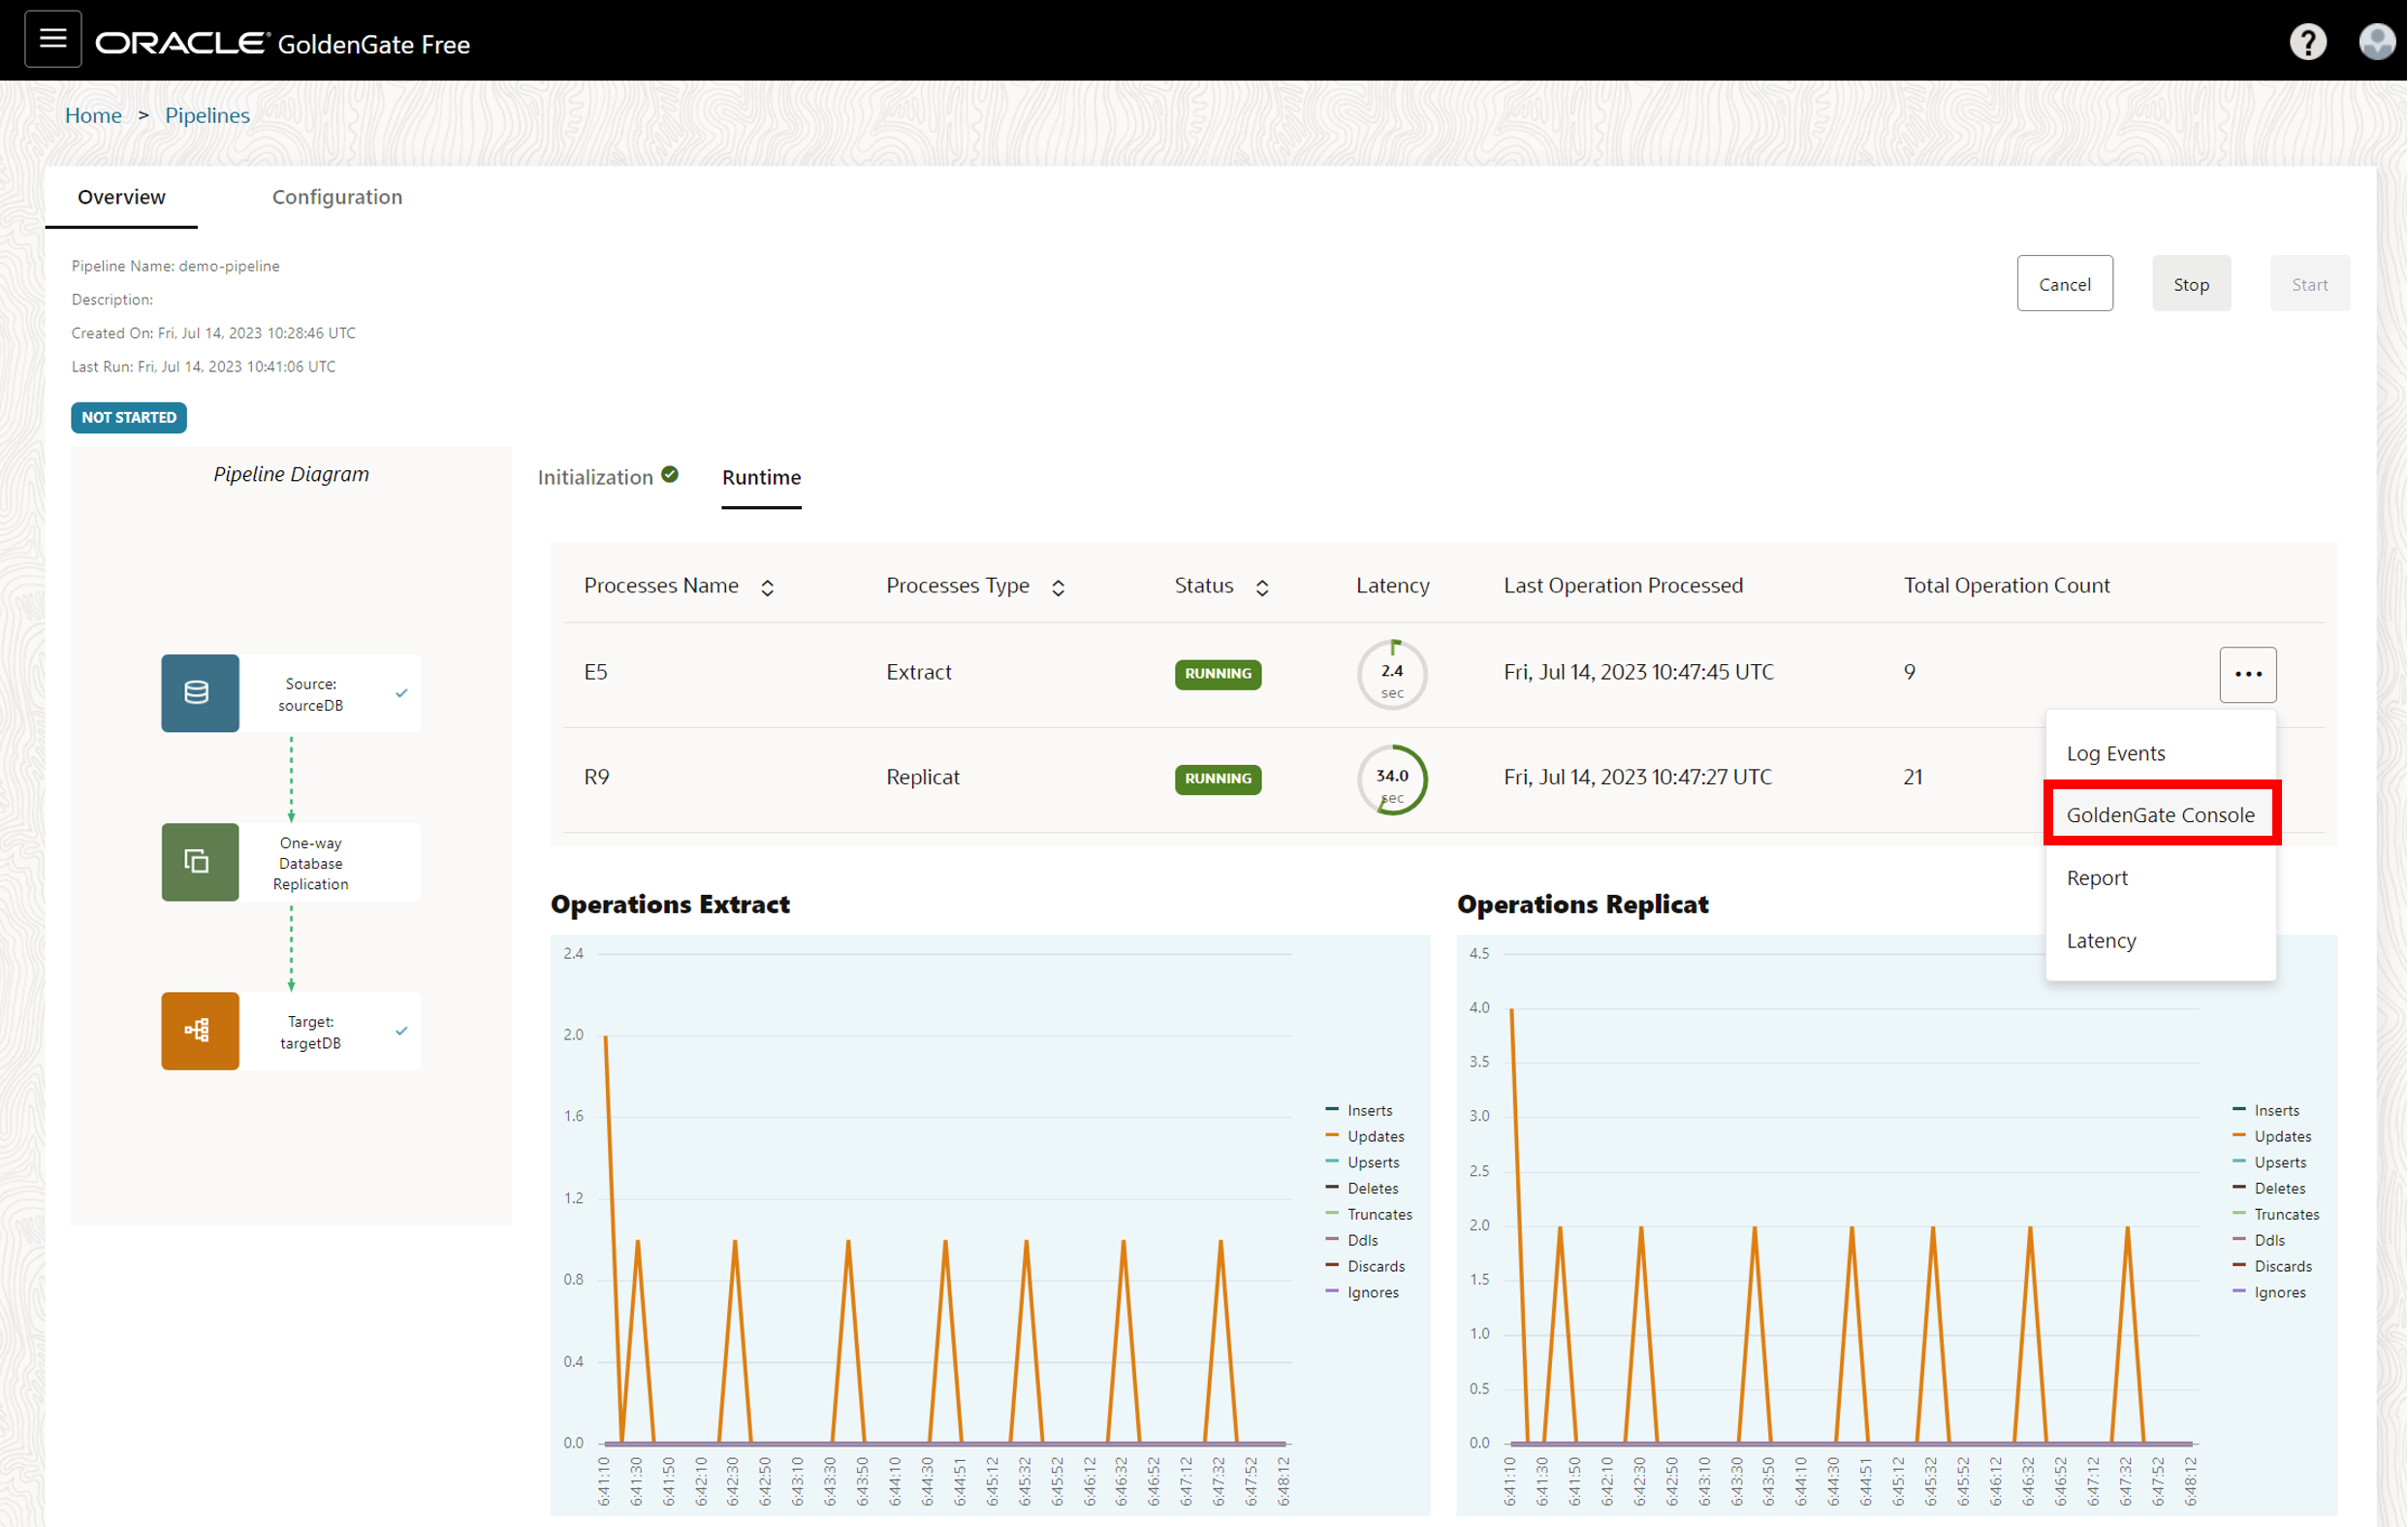 ORACLE GoldenGate Free
?
Home > Pipelines
Overview Configuration
Pipeline Name: demo-pipeline
Description:
Created On: Fri, Jul 14, 2023 10:28:46 UTC
Last Run: Fri, Jul 14, 2023 10:41:06 UTC
Cancel Stop Start
NOT STARTED
Pipeline Diagram
Source:
sourceDB
One-way
Database
Replication
Target:
targetDB
Initialization Runtime
Processes Name Processes Type Status Latency Last Operation Processed Total Operation Count
E5 Extract RUNNING 2.4 sec Fri, Jul 14, 2023 10:47:45 UTC 9 ...
R9 Replicat RUNNING 34.0 sec Fri, Jul 14, 2023 10:47:27 UTC 21
Log Events
GoldenGate Console
Report
Latency
Operations Extract
2.4
2.0
1.6
1.2
0.8
0.4
0.0
6:41:10 6:41:30 6:41:50 6:42:10 6:42:30 6:42:50 6:43:10 6:43:30 6:43:50 6:44:10 6:44:30 6:44:51 6:45:12 6:45:32 6:45:52 6:46:12 6:46:32 6:46:52 6:47:12 6:47:32 6:47:52 6:48:12
Inserts
Updates
Upserts
Deletes
Truncates
Ddls
Discards
Ignores
Operations Replicat
4.5
4.0
3.5
3.0
2.5
2.0
1.5
1.0
0.5
0.0
6:41:10 6:41:30 6:41:50 6:42:10 6:42:30 6:42:50 6:43:10 6:43:30 6:43:50 6:44:10 6:44:30 6:44:51 6:45:12 6:45:32 6:45:52 6:46:12 6:46:32 6:46:52 6:47:12 6:47:32 6:47:52 6:48:12
Inserts
Updates
Upserts
Deletes
Truncates
Ddls
Discards
Ignores